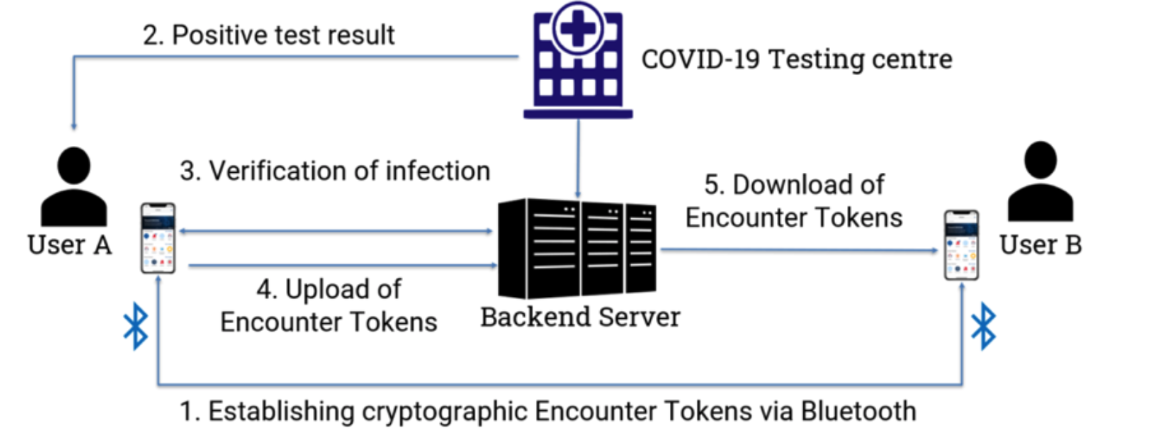 2. Positive test result
COVID-19 Testing centre
3. Verification of infection
5. Download of
Encounter Tokens
User A
User B
4. Upload of
Encounter Tokens
Backend Server
1. Establishing cryptographic Encounter Tokens via Bluetooth